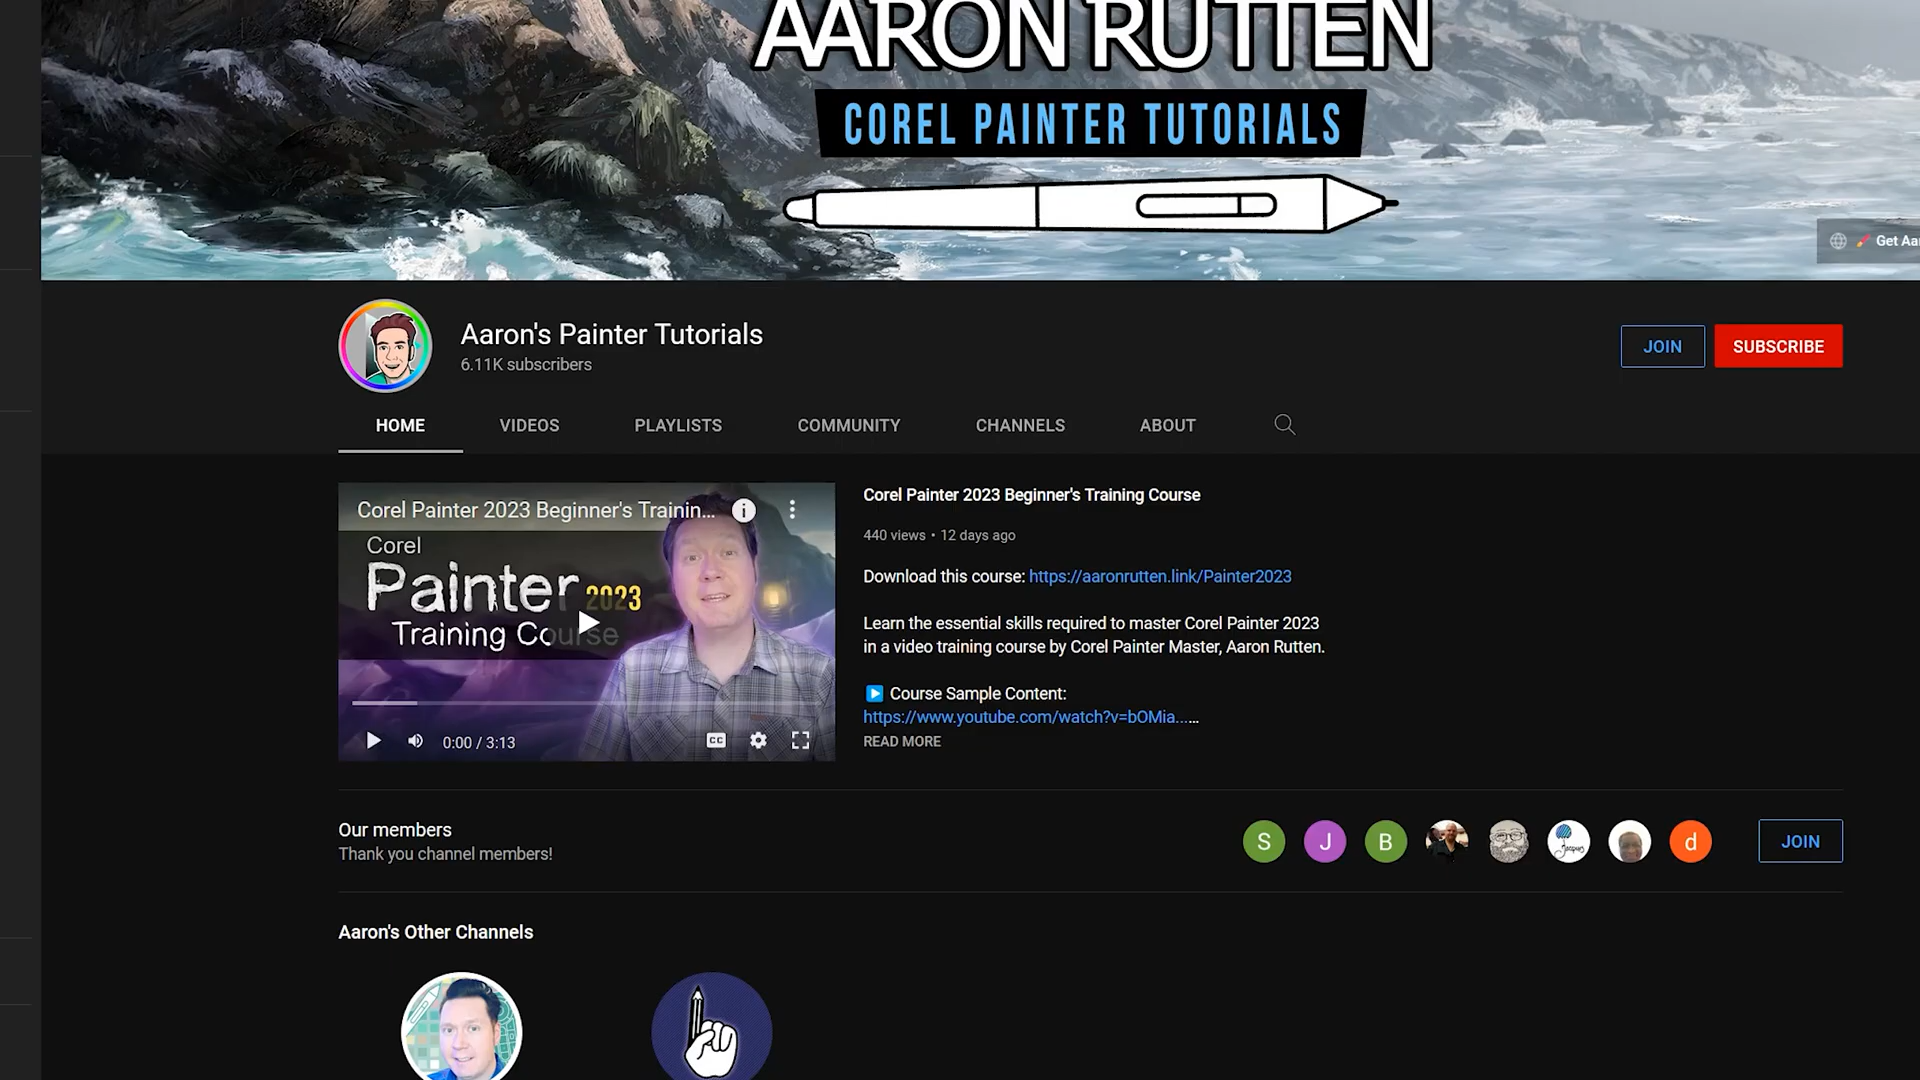 AARON RUTTEN
COREL PAINTER TUTORIALS
Get Aa
Aaron's Painter Tutorials
6.11K subscribers
JOIN
SUBSCRIBE
HOME
VIDEOS
PLAYLISTS
COMMUNITY
CHANNELS
ABOUT
Corel Painter 2023 Beginner's Trainin...
Corel
Painter 2023
Training Course
0:00 / 3:13
CC
Corel Painter 2023 Beginner's Training Course
440 views • 12 days ago
Download this course: https://aaronrutten.link/Painter2023
Learn the essential skills required to master Corel Painter 2023
in a video training course by Corel Painter Master, Aaron Rutten.
Course Sample Content:
https://www.youtube.com/watch?v=bOMia......
READ MORE
Our members
Thank you channel members!
S
J
B
Jacques
d
JOIN
Aaron's Other Channels